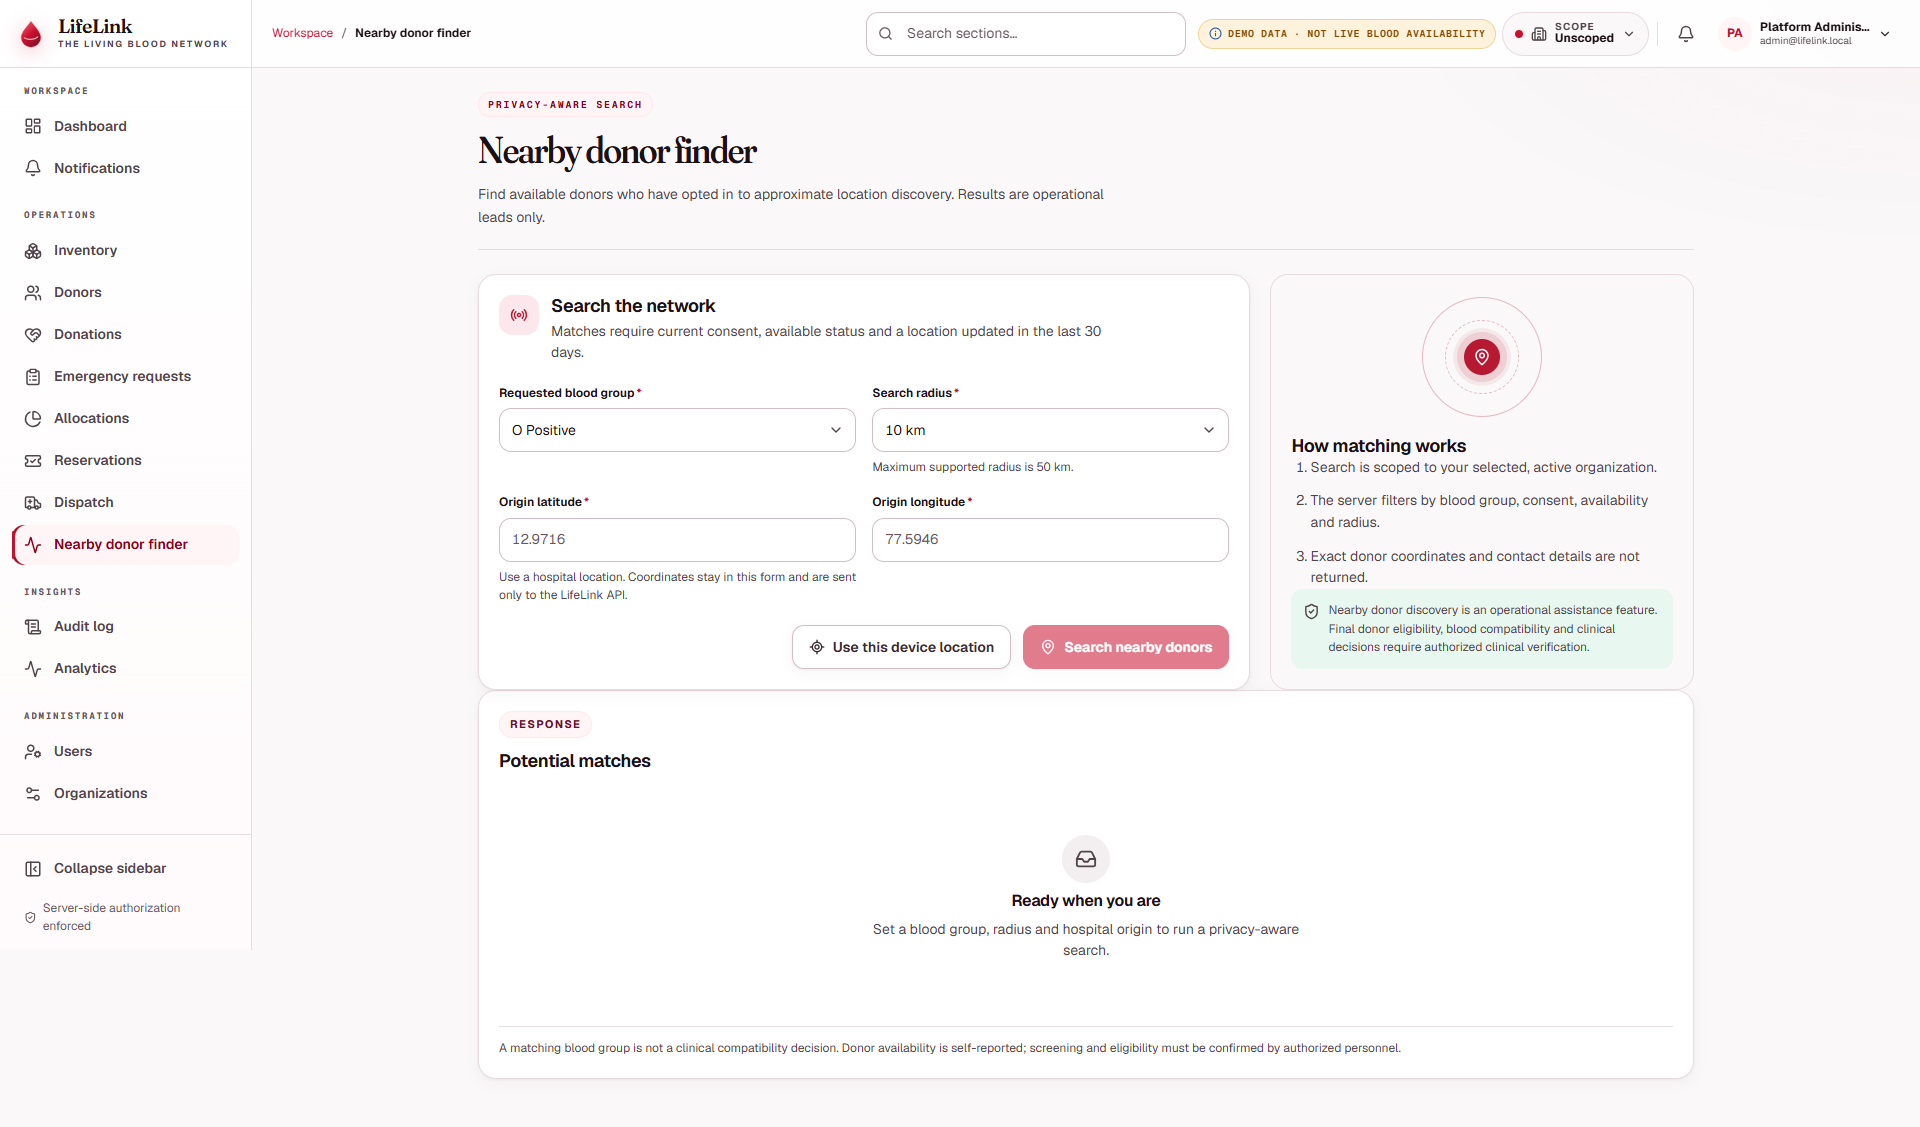 LifeLink
THE LIVING BLOOD NETWORK
Workspace / Nearby donor finder
Search sections...
DEMO DATA · NOT LIVE BLOOD AVAILABILITY
SCOPE
Unscoped
PA
Platform Adminis...
admin@lifelink.local
WORKSPACE
Dashboard
Notifications
OPERATIONS
Inventory
Donors
Donations
Emergency requests
Allocations
Reservations
Dispatch
Nearby donor finder
INSIGHTS
Audit log
Analytics
ADMINISTRATION
Users
Organizations
Collapse sidebar
Server-side authorization
enforced
PRIVACY-AWARE SEARCH
Nearby donor finder
Find available donors who have opted in to approximate location discovery. Results are operational
leads only.
Search the network
Matches require current consent, available status and a location updated in the last 30
days.
Requested blood group *
O Positive
Search radius *
10 km
Maximum supported radius is 50 km.
Origin latitude *
12.9716
Use a hospital location. Coordinates stay in this form and are sent
only to the LifeLink API.
Origin longitude *
77.5946
Use this device location
Search nearby donors
How matching works
1. Search is scoped to your selected, active organization.
2. The server filters by blood group, consent, availability
and radius.
3. Exact donor coordinates and contact details are not
returned.
Nearby donor discovery is an operational assistance feature.
Final donor eligibility, blood compatibility and clinical
decisions require authorized clinical verification.
RESPONSE
Potential matches
Ready when you are
Set a blood group, radius and hospital origin to run a privacy-aware
search.
A matching blood group is not a clinical compatibility decision. Donor availability is self-reported; screening and eligibility must be confirmed by authorized personnel.